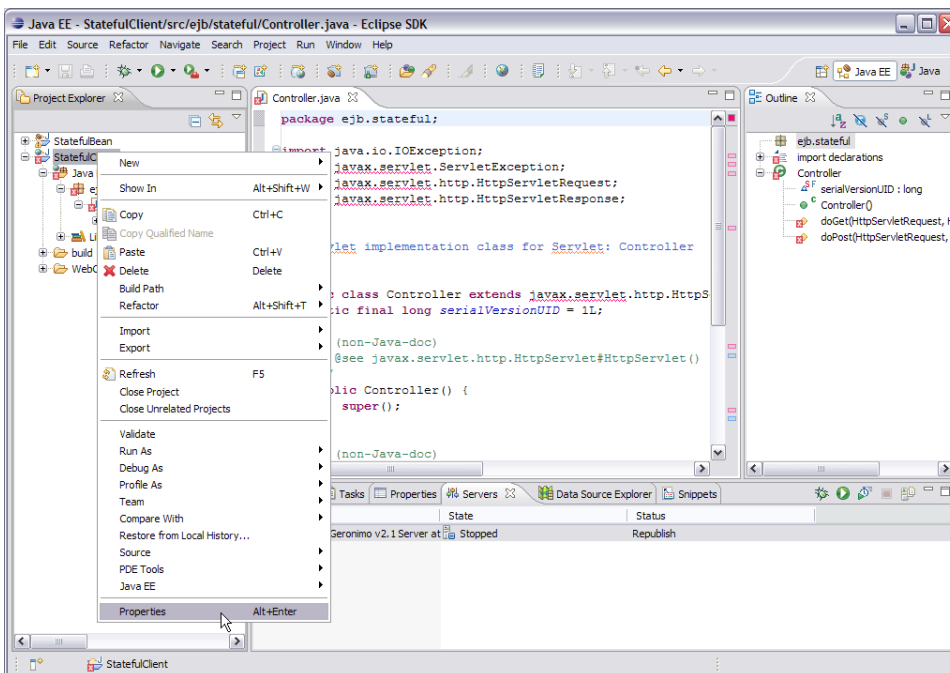 Java EE - StatefulClient/src/ejb/stateful/Controller.java - Eclipse SDK
File Edit Source Refactor Navigate Search Project Run Window Help
Java EE Java
Project Explorer
StatefulBean
StatefulC
Java
e
Li
build
WebC
New
Show In Alt+Shift+W
Copy Ctrl+C
Copy Qualified Name
Paste Ctrl+V
Delete Delete
Build Path
Refactor Alt+Shift+T
Import
Export
Refresh F5
Close Project
Close Unrelated Projects
Validate
Run As
Debug As
Profile As
Team
Compare With
Restore from Local History...
Source
PDE Tools
Java EE
Properties Alt+Enter
Controller.java
package ejb.stateful;
import java.io.IOException;
javax.servlet.ServletException;
javax.servlet.http.HttpServletRequest;
javax.servlet.http.HttpServletResponse;
vlet implementation class for Servlet: Controller
c class Controller extends javax.servlet.http.HttpS
tic final long serialVersionUID = 1L;
(non-Java-doc)
@see javax.servlet.http.HttpServlet#HttpServlet()
blic Controller() {
super();
(non-Java-doc)
Outline
ejb.stateful
import declarations
Controller
serialVersionUID : long
Controller()
doGet(HttpServletRequest, H
doPost(HttpServletRequest,
Tasks Properties Servers Data Source Explorer Snippets
State Status
Geronimo v2.1 Server at Stopped Republish
StatefulClient